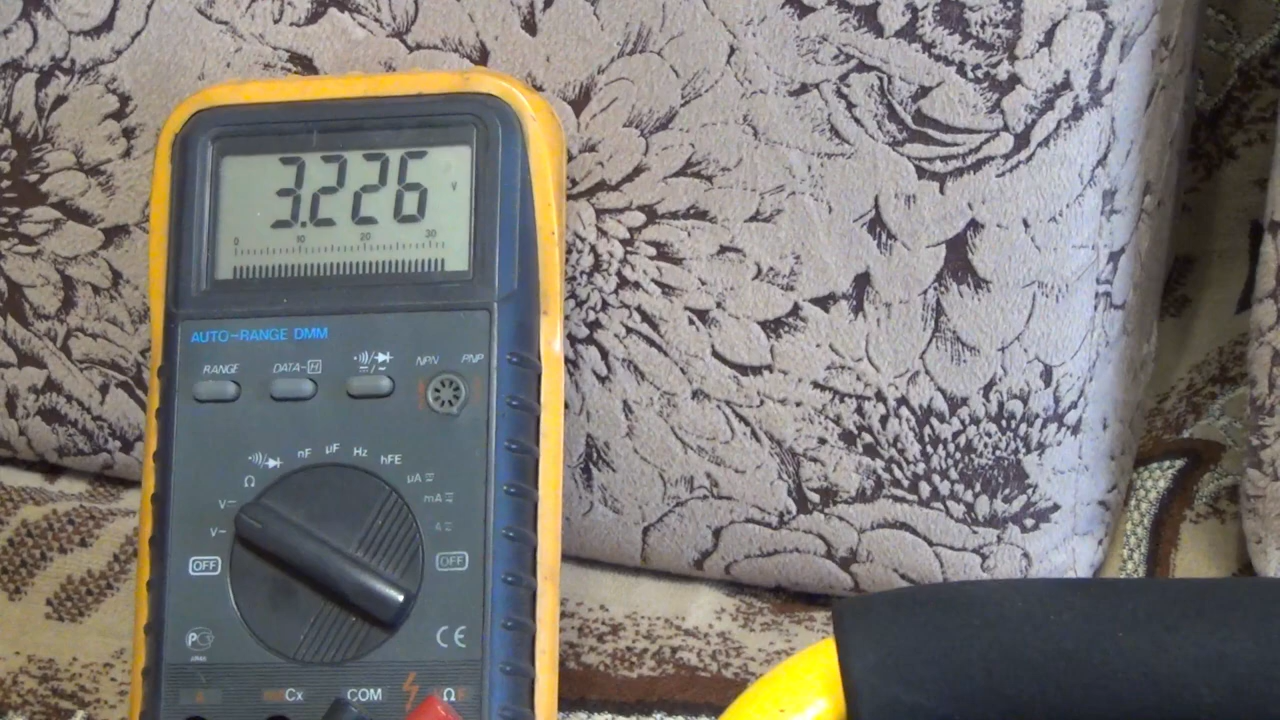 3.226
V
0 10 20 30
AUTO-RANGE DMM
RANGE DATA-H NPN PNP
nF µF Hz hFE
Ω µA
V mA
V A
OFF OFF
PC CE
Cx COM Ω